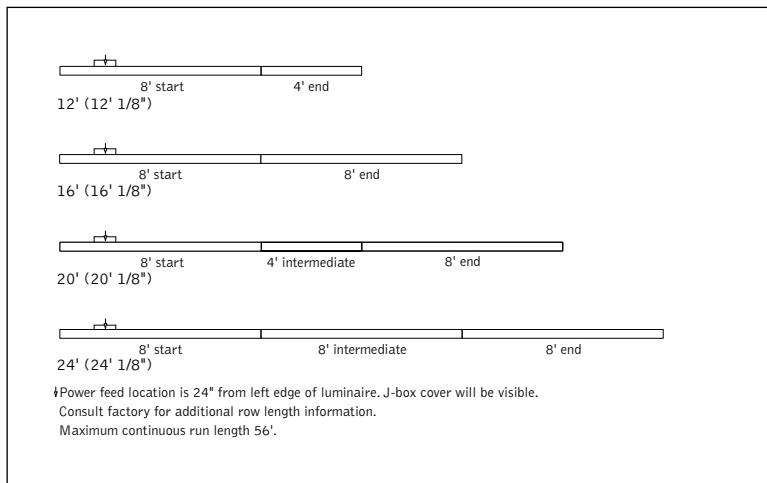 8' start 4' end
12' (12' 1/8")
8' start 8' end
16' (16' 1/8")
8' start 4' intermediate 8' end
20' (20' 1/8")
8' start 8' intermediate 8' end
24' (24' 1/8")
Power feed location is 24" from left edge of luminaire. J-box cover will be visible.
Consult factory for additional row length information.
Maximum continuous run length 56'.